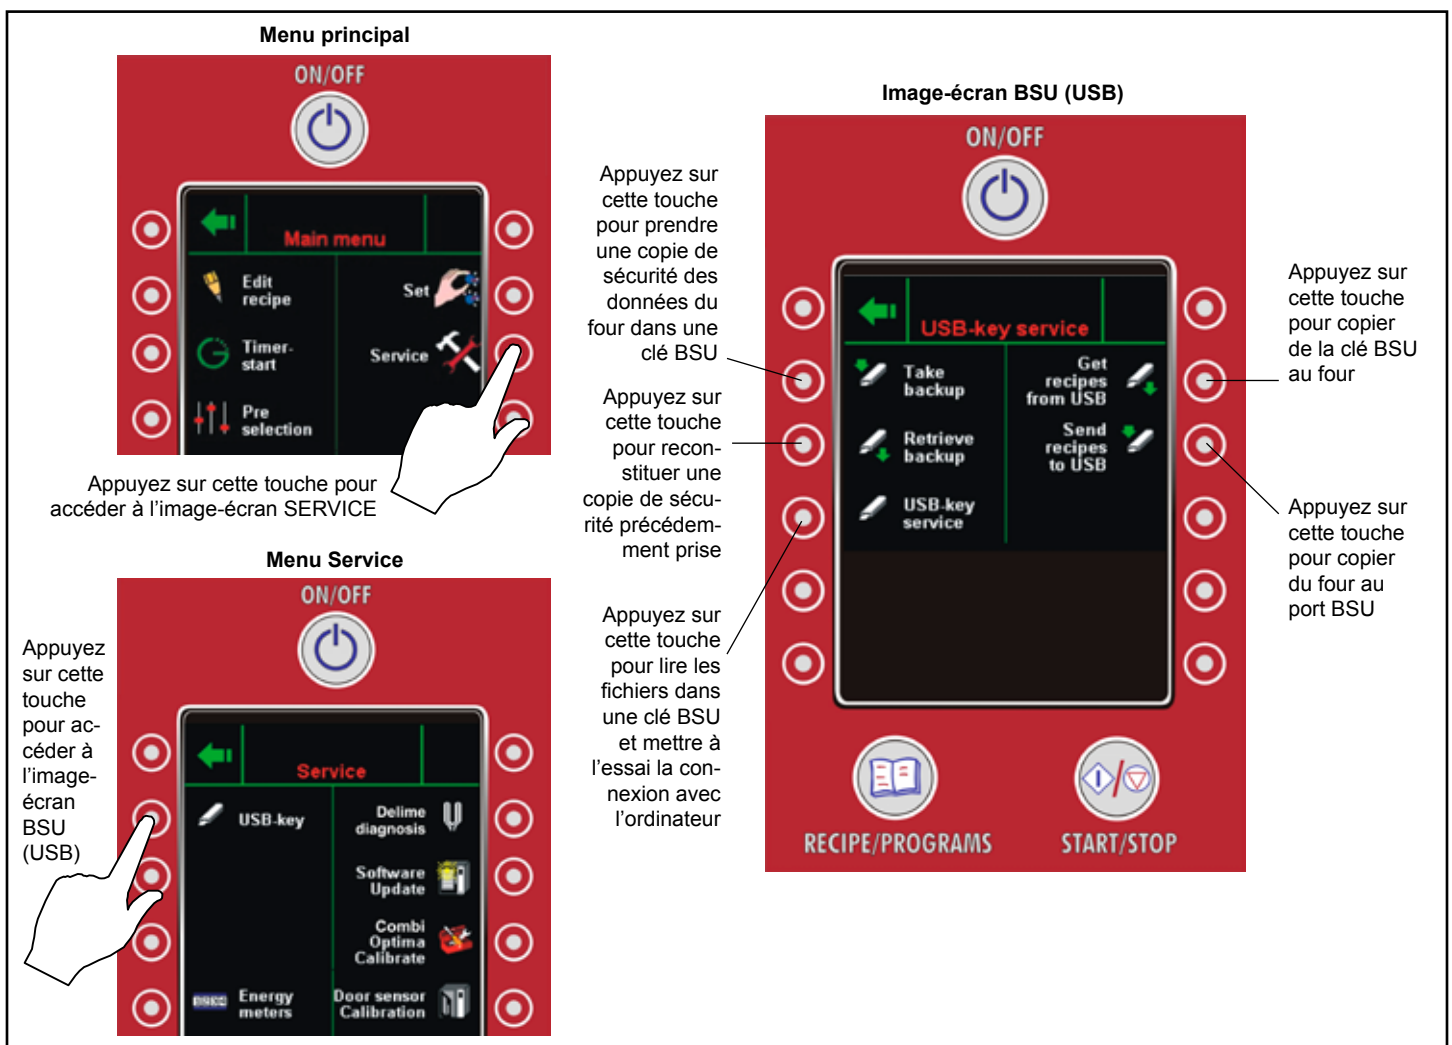 Menu principal
ON/OFF
Main menu
Edit
recipe
Set
Timer-
start
Service
Pre
selection
Appuyez sur cette touche pour
accéder à l'image-écran SERVICE
Menu Service
ON/OFF
Appuyez
sur cette
touche
pour ac-
céder à
l'image-
écran
BSU
(USB)
Service
USB-key
Delime
diagnosis
Software
Update
Combi
Optima
Calibrate
Energy
meters
Door sensor
Calibration
Image-écran BSU (USB)
ON/OFF
Appuyez sur
cette touche
pour prendre
une copie de
sécurité des
données du
four dans une
clé BSU
Appuyez sur
cette touche
pour recon-
stituer une
copie de sécu-
rité précédem-
ment prise
Appuyez sur
cette touche
pour lire les
fichiers dans
une clé BSU
et mettre à
l'essai la con-
nexion avec
l'ordinateur
USB-key service
Take
backup
Get
recipes
from USB
Retrieve
backup
Send
recipes
to USB
USB-key
service
Appuyez sur
cette touche
pour copier
de la clé BSU
au four
Appuyez sur
cette touche
pour copier
du four au
port BSU
RECIPE/PROGRAMS
START/STOP